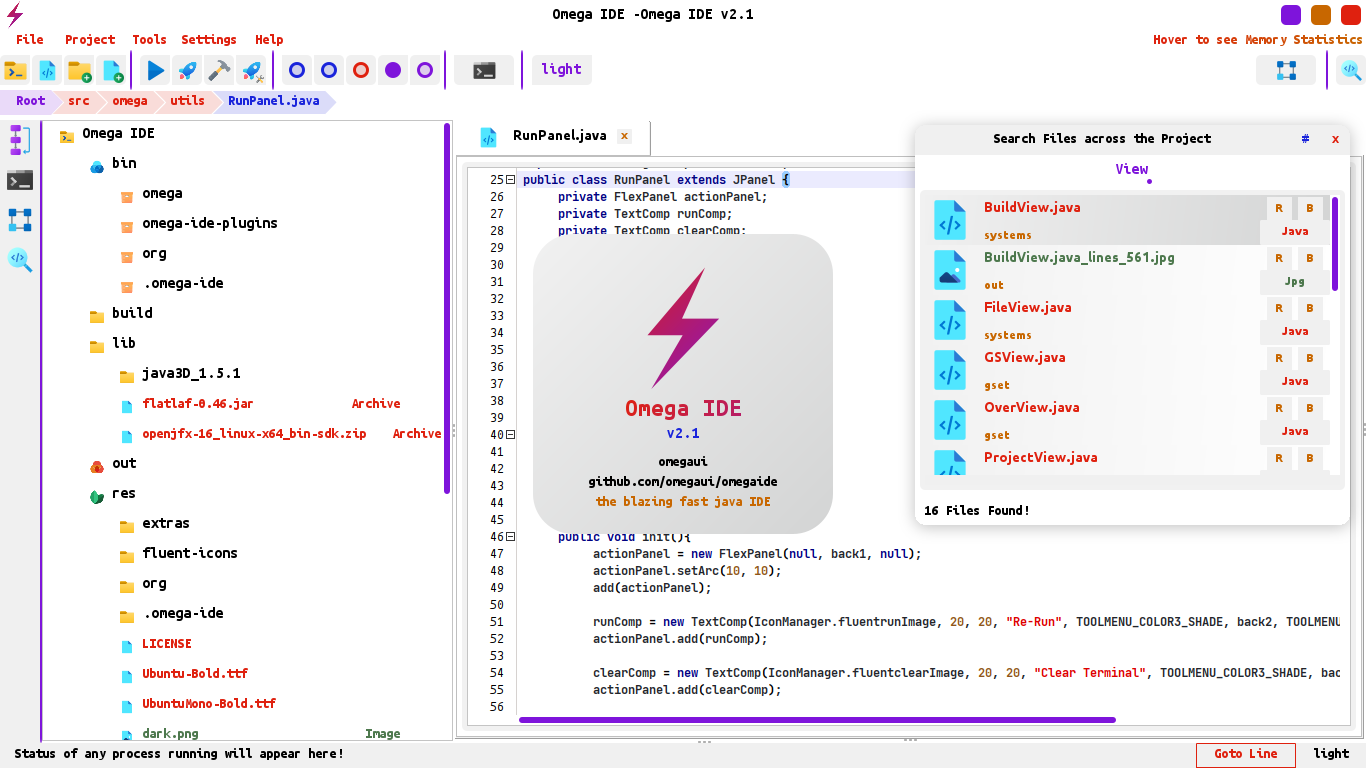 Omega IDE -Omega IDE v2.1
File Project Tools Settings Help
Hover to see Memory Statistics
light
Root src omega utils RunPanel.java
Omega IDE
bin
omega
omega-ide-plugins
org
.omega-ide
build
lib
java3D_1.5.1
flatlaf-0.46.jar Archive
openjfx-16_linux-x64_bin-sdk.zip Archive
out
res
extras
fluent-icons
org
.omega-ide
LICENSE
Ubuntu-Bold.ttf
UbuntuMono-Bold.ttf
dark.png Image
RunPanel.java x
25 public class RunPanel extends JPanel {
26 private FlexPanel actionPanel;
27 private TextComp runComp;
28 private TextComp clearComp;
29
30
31
32
33
34
35
36
37
38
39
40
41
42
43
44
45
46 public void init(){
47 actionPanel = new FlexPanel(null, back1, null);
48 actionPanel.setArc(10, 10);
49 add(actionPanel);
50
51 runComp = new TextComp(IconManager.fluentrunImage, 20, 20, "Re-Run", TOOLMENU_COLOR3_SHADE, back2, TOOLMENU
52 actionPanel.add(runComp);
53
54 clearComp = new TextComp(IconManager.fluentclearImage, 20, 20, "Clear Terminal", TOOLMENU_COLOR3_SHADE, bac
55 actionPanel.add(clearComp);
56
Omega IDE
v2.1
omegaui
github.com/omegaui/omegaide
the blazing fast java IDE
Search Files across the Project # x
View
BuildView.java R B
systems Java
BuildView.java_lines_561.jpg R B
out Jpg
FileView.java R B
systems Java
GSView.java R B
gset Java
OverView.java R B
gset Java
ProjectView.java R B
16 Files Found!
Status of any process running will appear here!
Goto Line light